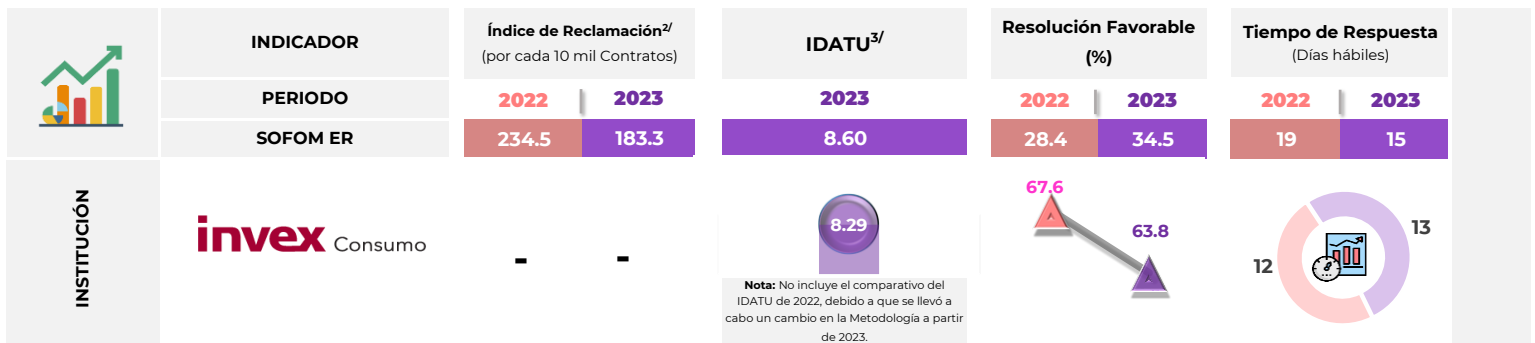 INDICADOR
Índice de Reclamación2/
(por cada 10 mil Contratos)
IDATU3/
Resolución Favorable
(%)
Tiempo de Respuesta
(Días hábiles)
PERIODO
2022 2023
2023
2022 2023
2022 2023
SOFOM ER
234.5 183.3
8.60
28.4 34.5
19 15
INSTITUCIÓN
invex Consumo
- -
8.29
Nota: No incluye el comparativo del
IDATU de 2022, debido a que se llevó a
cabo un cambio en la Metodología a partir
de 2023.
67.6
63.8
12
13